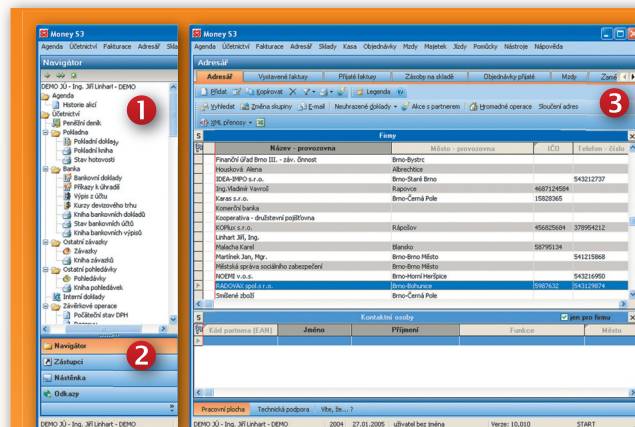 Money S3
Agenda Účetnictví Fakturace Adresář
Navigátor
DEMO JÚ - Ing. Jiří Linhart - DEMO
Agenda
Historie akcí
1
Účetnictví
Peněžní deník
Pokladna
Pokladní doklady
Pokladní kniha
Stav hotovosti
Banka
Bankovní doklady
Příkazy k úhradě
Výpis z účtu
Kurzy devizového trhu
Kniha bankovních dokladů
Stav bankovních účtů
Kniha bankovních výpisů
Ostatní závazky
Závazky
Kniha závazků
Ostatní pohledávky
Pohledávky
Kniha pohledávek
Interní doklady
Závěrkové operace
Počáteční stav DPH
Navigátor
2
Zástupci
Nástěnka
Odkazy
DEMO JÚ - Ing. Jiří Linhart - DEMO
Money S3
Agenda Účetnictví Fakturace Adresář Sklady Kasa Objednávky Mzdy Majetek Jízdy Pomůcky Nástroje Nápověda
Adresář
Adresář Vystavené faktury Přijaté faktury Zásoby na skladě Objednávky přijaté Mzdy Zamě
3
Přidat Kopírovat Legenda
Vyhledat Změna skupiny E-mail Neuhrazené doklady Akce s partnerem Hromadné operace Sloučení adres
XML přenosy
S Firmy
Název - provozovna Město - provozovna IČO Telefon - číslo
Finanční úřad Brno III. - záv. činnost Brno-Bystrc
Housková Alena Albrechtice
IDEA-IMPO s.r.o. Brno-Staré Brno 543212737
Ing.Vladimír Vavroš Rapovce 4687124584
Karas s.r.o. Brno-Černá Pole 15828365
Komerční banka
Kooperativa - družstevní pojišťovna
KOPlux s.r.o. Rápošov 456825684 378954212
Linhart Jiří, Ing.
Malacha Karel Blansko 58795134
Martínek Jan, Mgr. Brno-Brno Město 541215868
Městská správa sociálního zabezpečení Brno-Brno Město
NOEMI v.o.s. Brno-Horní Heršpice 543216950
RADOVAX spol.s r.o. Brno-Bohunice 5987632 543129874
Smíšené zboží Brno-Černá Pole
S Kontaktní osoby jen pro firmu
Kód partnera (EAN) Jméno Příjmení Funkce Město
Pracovní plocha Technická podpora Víte, že... ?
DEMO JÚ - Ing. Jiří Linhart - DEMO 2004 27.01.2005 uživatel bez jména Verze: 10,010 START